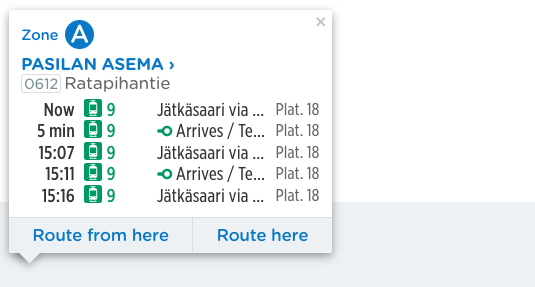 Zone A ×
PASILAN ASEMA ›
0612 Ratapihantie
Now 9 Jätkäsaari via ... Plat. 18
5 min 9 Arrives / Te... Plat. 18
15:07 9 Jätkäsaari via ... Plat. 18
15:11 9 Arrives / Te... Plat. 18
15:16 9 Jätkäsaari via ... Plat. 18
Route from here Route here